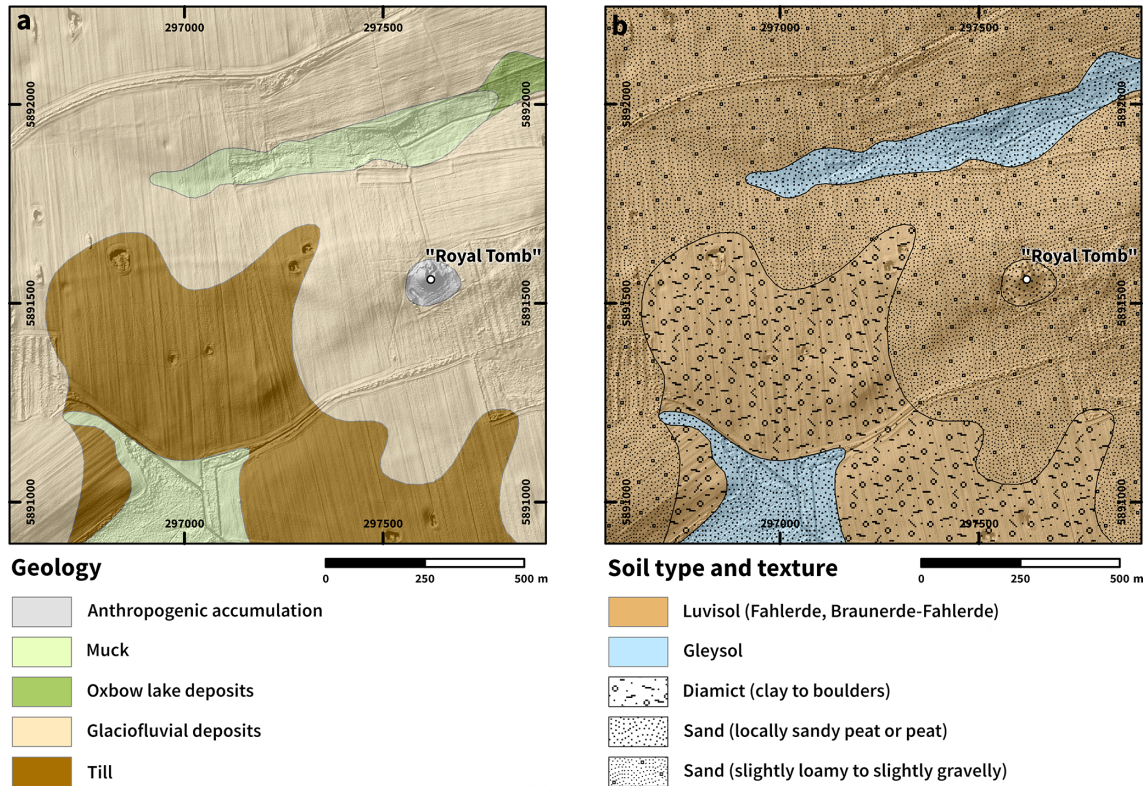 a
297000
297500
5892000
5891500
5891000
5892000
5891500
5891000
"Royal Tomb"
297000
297500
b
297000
297500
5892000
5891500
5891000
5892000
5891500
5891000
"Royal Tomb"
297000
297500
Geology
0
250
500 m
Anthropogenic accumulation
Muck
Oxbow lake deposits
Glaciofluvial deposits
Till
Soil type and texture
0
250
500 m
Luvisol (Fahlerde, Braunerde-Fahlerde)
Gleysol
Diamict (clay to boulders)
Sand (locally sandy peat or peat)
Sand (slightly loamy to slightly gravelly)